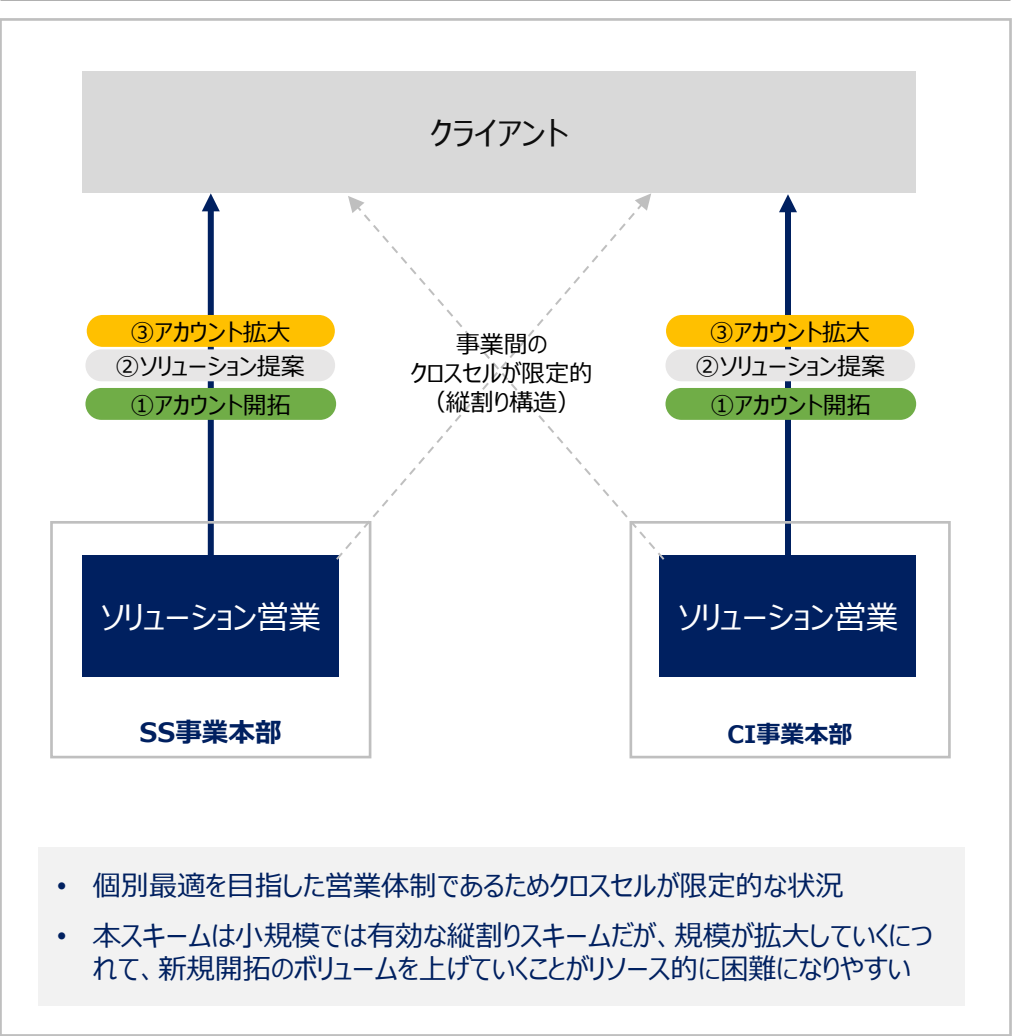 クライアント
③アカウント拡大
②ソリューション提案
①アカウント開拓
事業間の
クロスセルが限定的
（縦割り構造）
③アカウント拡大
②ソリューション提案
①アカウント開拓
ソリューション営業
SS事業本部
ソリューション営業
CI事業本部
• 個別最適を目指した営業体制であるためクロスセルが限定的な状況
• 本スキームは小規模では有効な縦割りスキームだが、規模が拡大していくにつ
れて、新規開拓のボリュームを上げていくことがリソース的に困難になりやすい